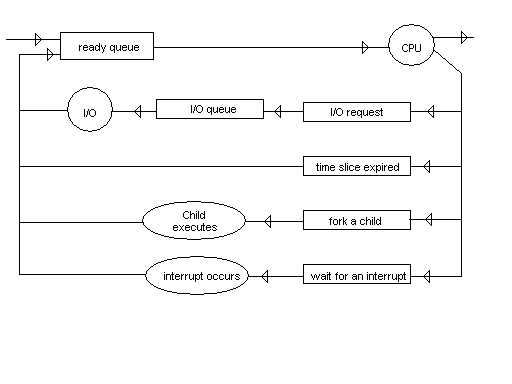 ready queue
CPU
I/O
I/O queue
I/O request
time slice expired
Child
executes
fork a child
interrupt occurs
wait for an interrupt